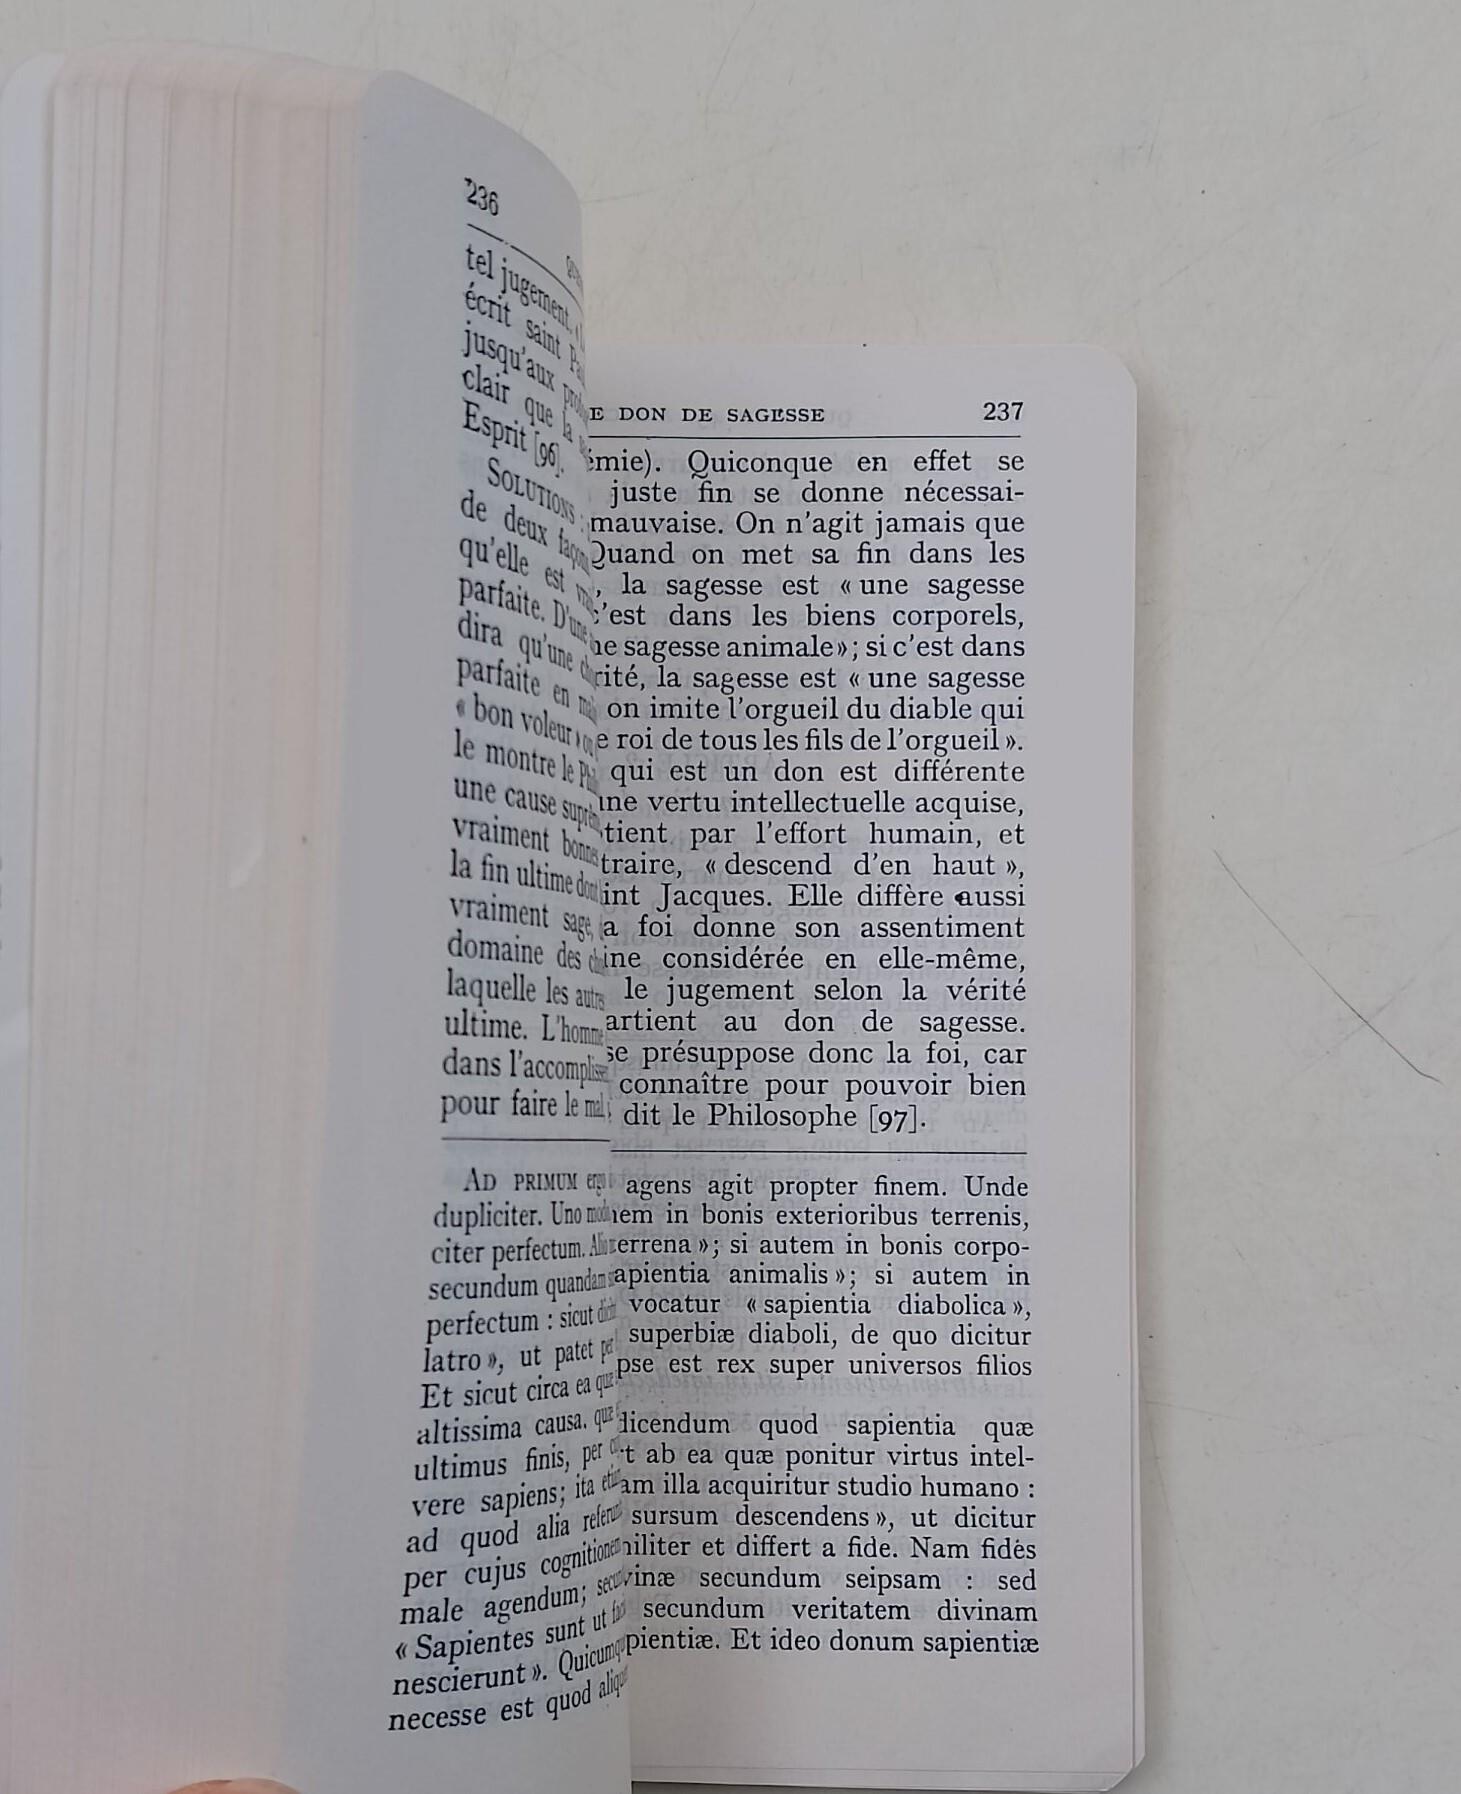 236
tel jugement.
écrit saint
jusqu'aux
clair que la
Esprit [96].
SOLUTIONS :
de deux
qu'elle est
parfaite. D'une
dira qu'une
parfaite en
« bon voleur »
le montre le
une cause
vraiment bonne
la fin ultime dont
vraiment sage,
domaine des
laquelle les autres
ultime. L'homme
dans l'accomplis
pour faire le mal ;
AD PRIMUM ergo
dupliciter. Uno modo
citer perfectum. Alio
secundum quandam
perfectum : sicut
latro », ut patet per
Et sicut circa ea quæ
altissima causa, quæ
ultimus finis, per
vere sapiens; ita etiam
ad quod alia
per cujus cognitionem
male agendum;
« Sapientes sunt ut
nescierunt ». Quicumq
necesse est quod
E DON DE SAGESSE 237
émie). Quiconque en effet se
juste fin se donne nécessai-
mauvaise. On n'agit jamais que
Quand on met sa fin dans les
, la sagesse est « une sagesse
c'est dans les biens corporels,
ne sagesse animale »; si c'est dans
rité, la sagesse est « une sagesse
on imite l'orgueil du diable qui
e roi de tous les fils de l'orgueil ».
qui est un don est différente
une vertu intellectuelle acquise,
tient par l'effort humain, et
traire, « descend d'en haut »,
int Jacques. Elle diffère aussi
a foi donne son assentiment
ine considérée en elle-même,
le jugement selon la vérité
artient au don de sagesse.
se présuppose donc la foi, car
connaître pour pouvoir bien
dit le Philosophe [97].
agens agit propter finem. Unde
nem in bonis exterioribus terrenis,
terrena »; si autem in bonis corpo-
sapientia animalis »; si autem in
vocatur « sapientia diabolica »,
superbiæ diaboli, de quo dicitur
pse est rex super universos filios
dicendum quod sapientia quæ
t ab ea quæ ponitur virtus intel-
am illa acquiritur studio humano :
sursum descendens », ut dicitur
militer et differt a fide. Nam fides
vinæ secundum seipsam : sed
secundum veritatem divinam
pientiæ. Et ideo donum sapientiæ